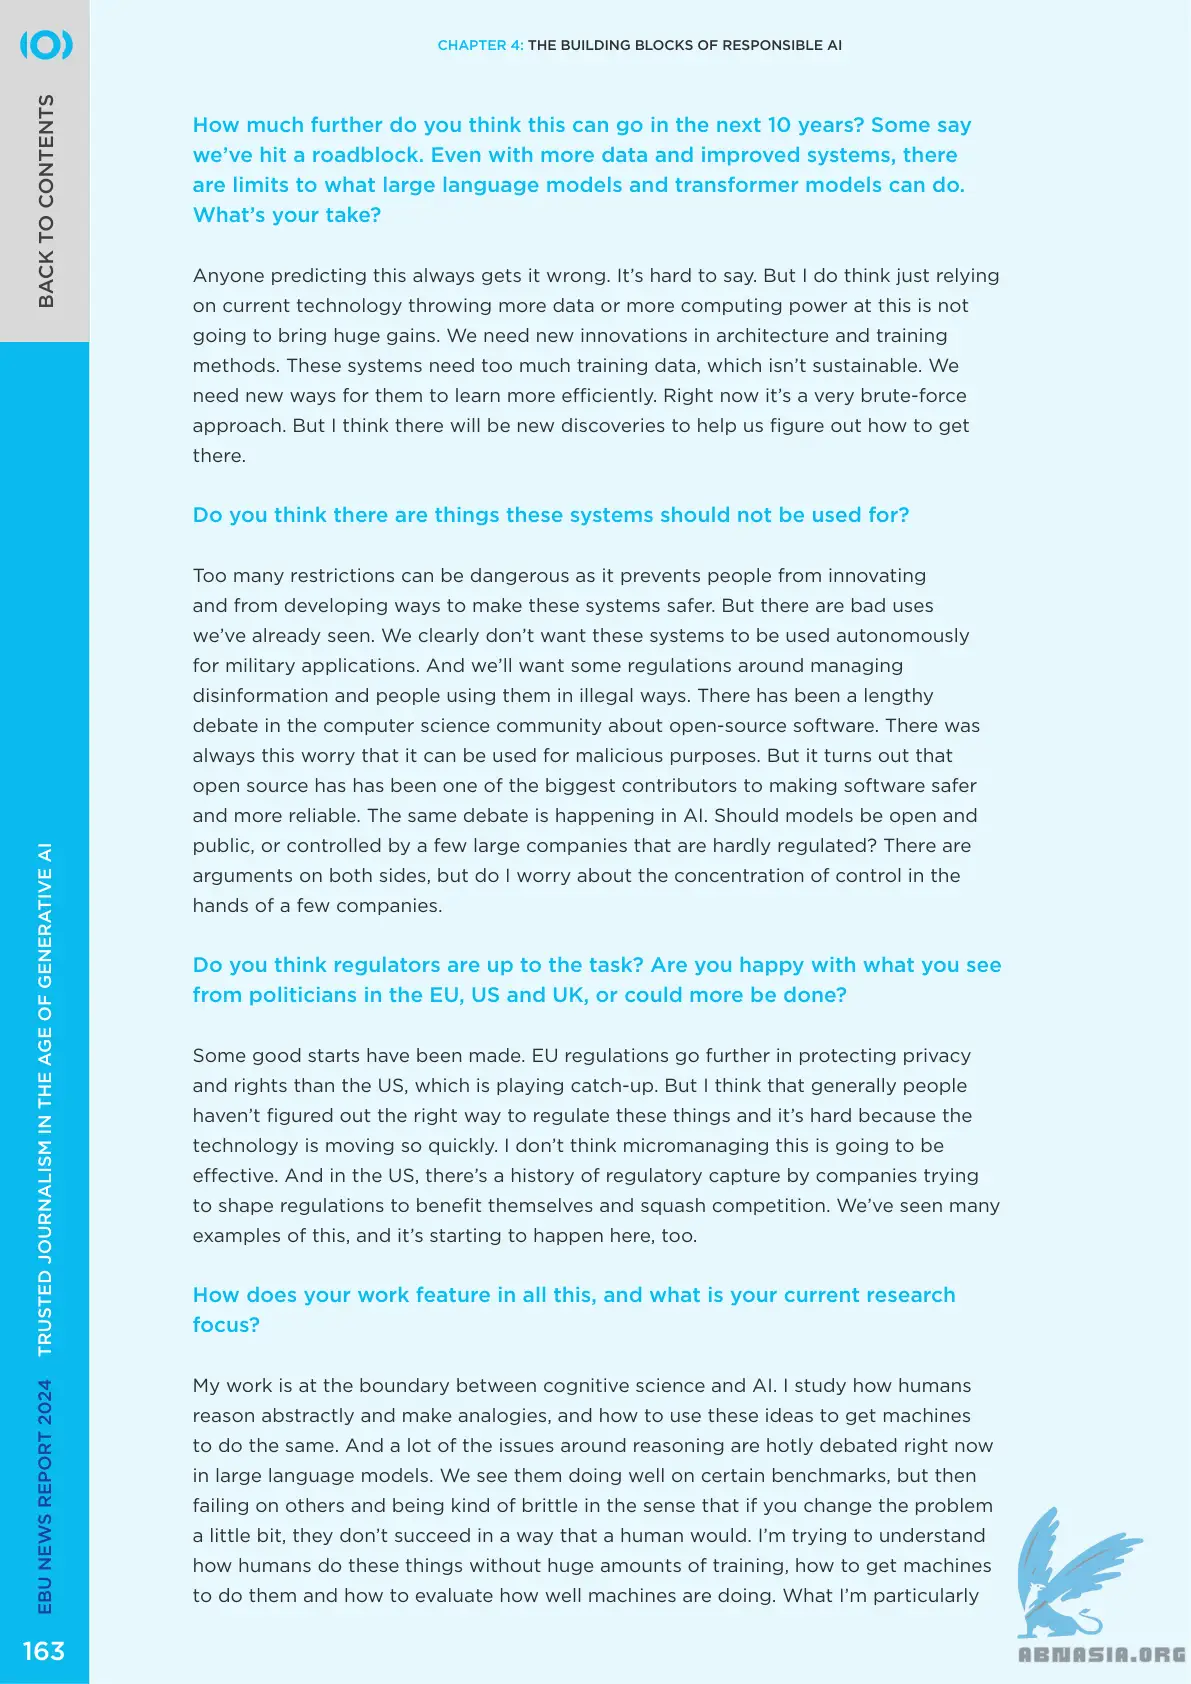 CHAPTER 4: THE BUILDING BLOCKS OF RESPONSIBLE AI
BACK TO CONTENTS
How much further do you think this can go in the next 10 years? Some say
we’ve hit a roadblock. Even with more data and improved systems, there
are limits to what large language models and transformer models can do.
What’s your take?
Anyone predicting this always gets it wrong. It’s hard to say. But I do think just relying
on current technology throwing more data or more computing power at this is not
going to bring huge gains. We need new innovations in architecture and training
methods. These systems need too much training data, which isn’t sustainable. We
need new ways for them to learn more efficiently. Right now it’s a very brute-force
approach. But I think there will be new discoveries to help us figure out how to get
there.
Do you think there are things these systems should not be used for?
Too many restrictions can be dangerous as it prevents people from innovating
and from developing ways to make these systems safer. But there are bad uses
we’ve already seen. We clearly don’t want these systems to be used autonomously
for military applications. And we’ll want some regulations around managing
disinformation and people using them in illegal ways. There has been a lengthy
debate in the computer science community about open-source software. There was
always this worry that it can be used for malicious purposes. But it turns out that
open source has has been one of the biggest contributors to making software safer
and more reliable. The same debate is happening in AI. Should models be open and
public, or controlled by a few large companies that are hardly regulated? There are
arguments on both sides, but do I worry about the concentration of control in the
hands of a few companies.
Do you think regulators are up to the task? Are you happy with what you see
from politicians in the EU, US and UK, or could more be done?
Some good starts have been made. EU regulations go further in protecting privacy
and rights than the US, which is playing catch-up. But I think that generally people
haven’t figured out the right way to regulate these things and it’s hard because the
technology is moving so quickly. I don’t think micromanaging this is going to be
effective. And in the US, there’s a history of regulatory capture by companies trying
to shape regulations to benefit themselves and squash competition. We’ve seen many
examples of this, and it’s starting to happen here, too.
How does your work feature in all this, and what is your current research
focus?
My work is at the boundary between cognitive science and AI. I study how humans
reason abstractly and make analogies, and how to use these ideas to get machines
to do the same. And a lot of the issues around reasoning are hotly debated right now
in large language models. We see them doing well on certain benchmarks, but then
failing on others and being kind of brittle in the sense that if you change the problem
a little bit, they don’t succeed in a way that a human would. I’m trying to understand
how humans do these things without huge amounts of training, how to get machines
to do them and how to evaluate how well machines are doing. What I’m particularly
EBU NEWS REPORT 2024 TRUSTED JOURNALISM IN THE AGE OF GENERATIVE AI
163
ABNASIA.ORG